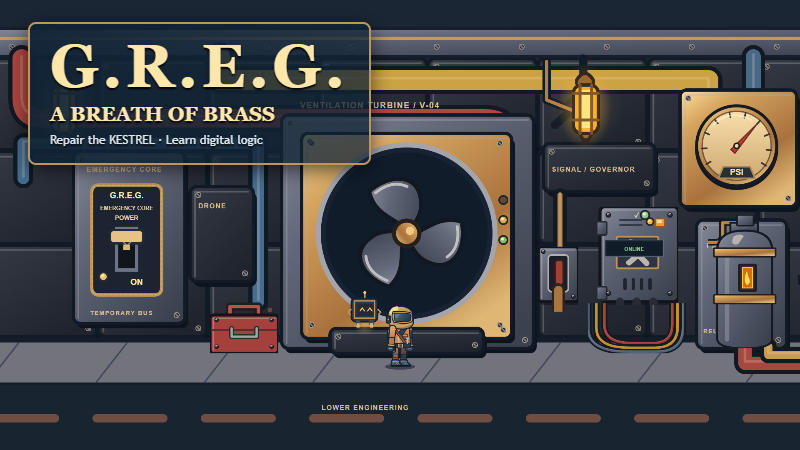 G.R.E.G.
A BREATH OF BRASS
Repair the KESTREL · Learn digital logic
VENTILATION TURBINE / V-04
EMERGENCY CORE
G.R.E.G.
EMERGENCY CORE
POWER
ON
TEMPORARY BUS
DRONE
SIGNAL / GOVERNOR
ONLINE
PSI
LOWER ENGINEERING